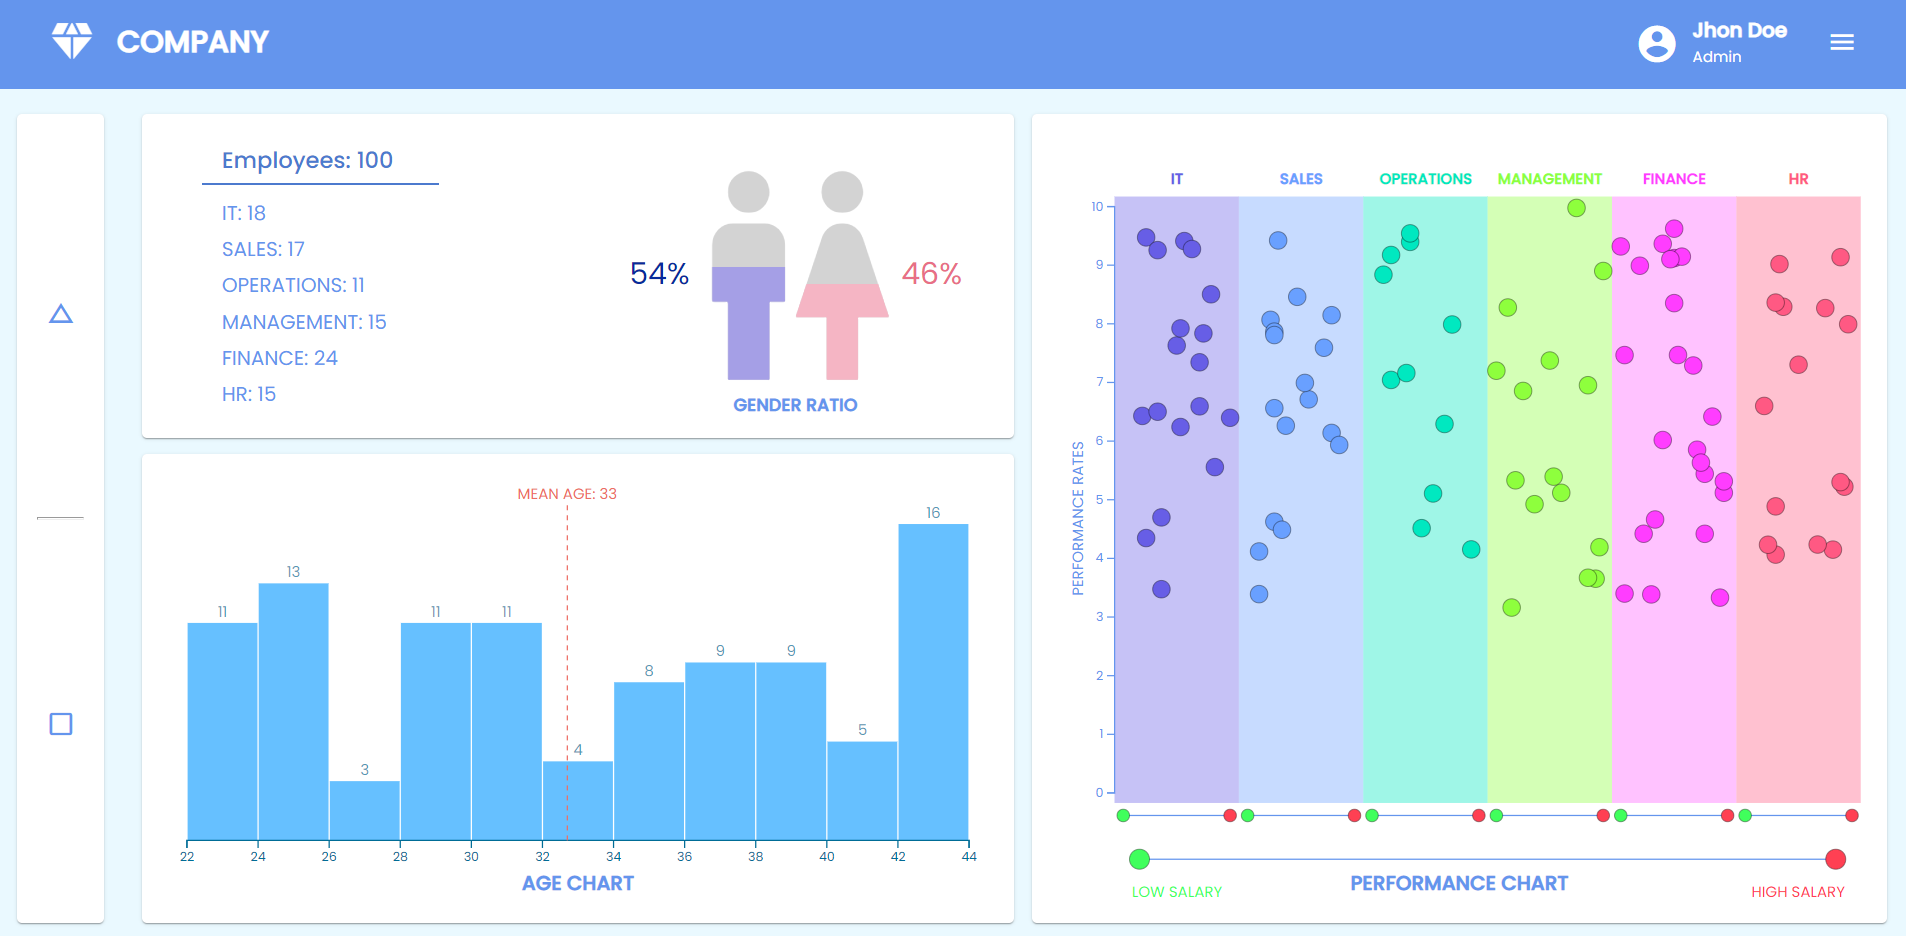 COMPANY
Jhon Doe
Admin
Employees: 100
IT: 18
SALES: 17
OPERATIONS: 11
MANAGEMENT: 15
FINANCE: 24
HR: 15
54%
46%
GENDER RATIO
MEAN AGE: 33
11
13
3
11
11
4
8
9
9
5
16
22 24 26 28 30 32 34 36 38 40 42 44
AGE CHART
IT SALES OPERATIONS MANAGEMENT FINANCE HR
PERFORMANCE RATES
10
9
8
7
6
5
4
3
2
1
0
LOW SALARY
PERFORMANCE CHART
HIGH SALARY